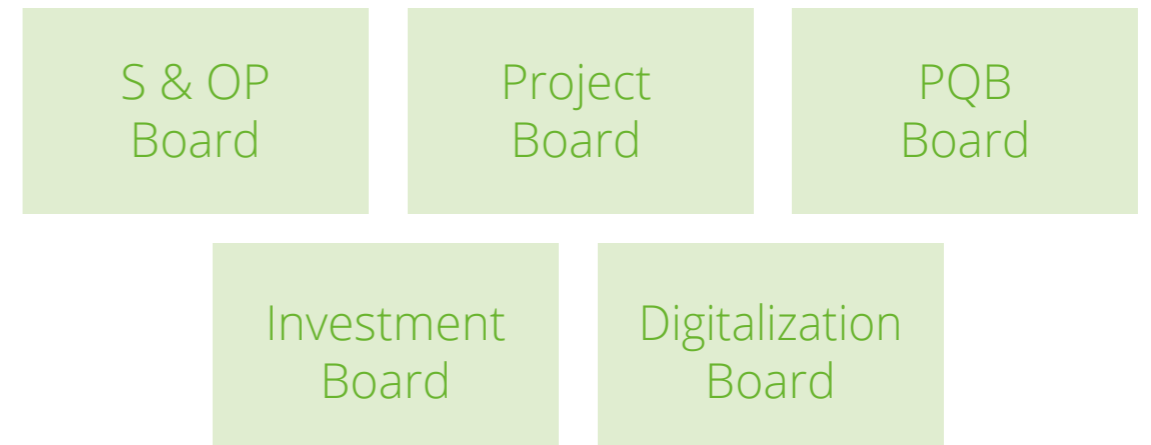 S & OP
Board
Project
Board
PQB
Board
Investment
Board
Digitalization
Board